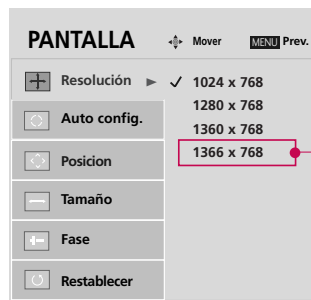 PANTALLA Mover MENU Prev.
Resolución ► ✓ 1024 x 768
1280 x 768
Auto config.
1360 x 768
1366 x 768
Posicion
Tamaño
Fase
Restablecer